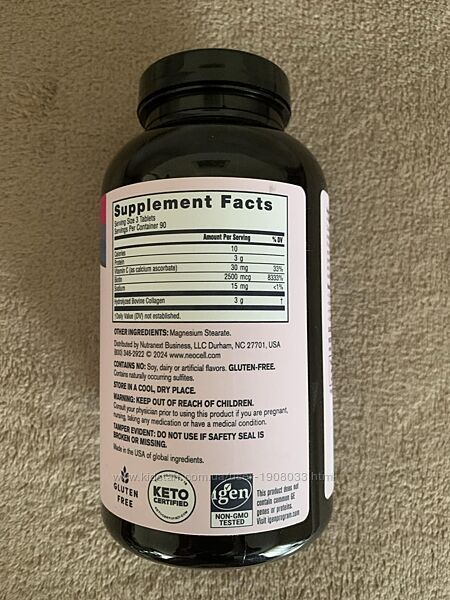 Supplement Facts
Serving Size 3 Tablets
Servings Per Container 90
Amount Per Serving % DV
Calories 10
Protein 3 g
Vitamin C (as calcium ascorbate) 30 mg 33%
Biotin 2500 mcg 8333%
Sodium 15 mg <1%
Hydrolyzed Bovine Collagen 3 g †
†Daily Value (DV) not established.
OTHER INGREDIENTS: Magnesium Stearate.
Distributed by Nutranext Business, LLC Durham, NC 27701, USA
(800) 346-2922 © 2024 www.neocell.com
CONTAINS NO: Soy, dairy or artificial flavors. GLUTEN-FREE.
Contains naturally occurring sulfites.
STORE IN A COOL, DRY PLACE.
WARNING: KEEP OUT OF REACH OF CHILDREN.
Consult your physician prior to using this product if you are pregnant,
nursing, taking any medication or have a medical condition.
TAMPER EVIDENT: DO NOT USE IF SAFETY SEAL IS
BROKEN OR MISSING.
Made in the USA of global ingredients.
GLUTEN
FREE
KETO
CERTIFIED
igen
NON-GMO
TESTED
This product does not
contain common GE
genes or proteins.
Visit igenprogram.com